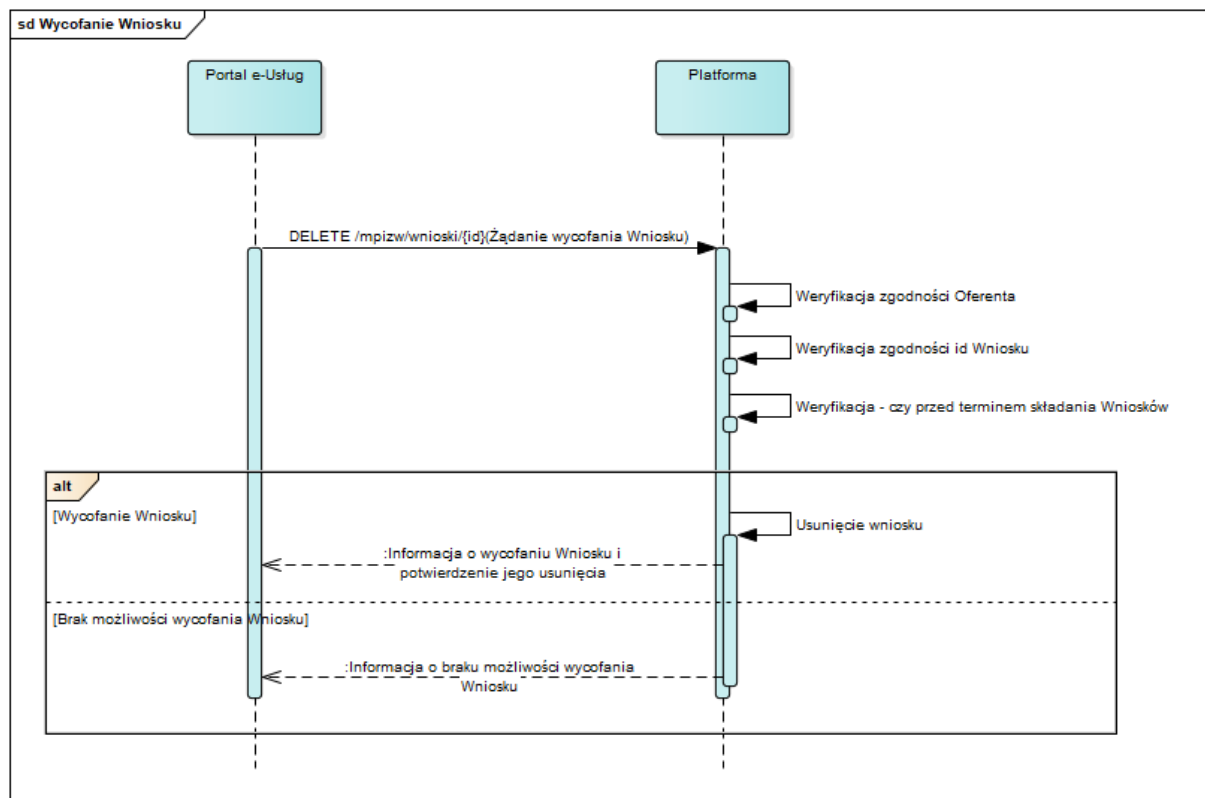 sd Wycofanie Wniosku
Portal e-Usług
Platforma
DELETE /mpizw/wnioski/{id}(Żądanie wycofania Wniosku)
Weryfikacja zgodności Oferenta
Weryfikacja zgodności id Wniosku
Weryfikacja - czy przed terminem składania Wniosków
alt
[Wycofanie Wniosku]
Usunięcie wniosku
:Informacja o wycofaniu Wniosku i
potwierdzenie jego usunięcia
[Brak możliwości wycofania Wniosku]
:Informacja o braku możliwości wycofania
Wniosku